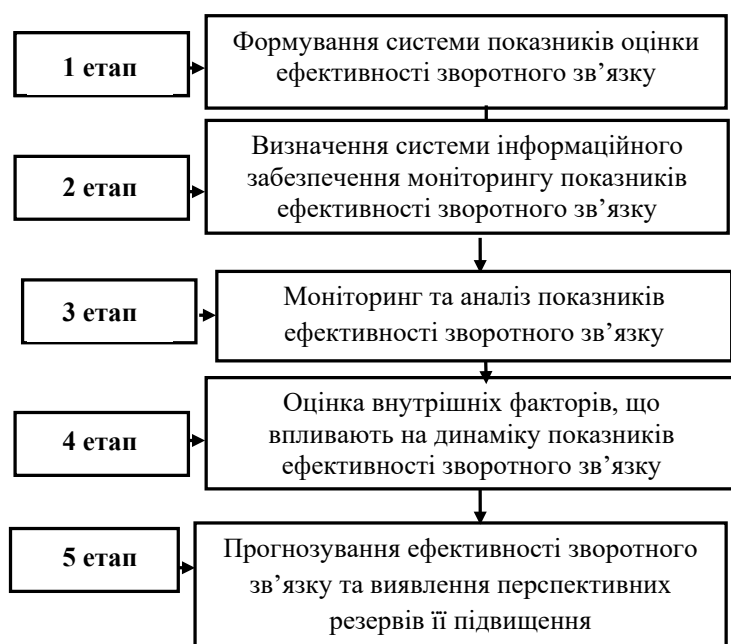 1 етап
Формування системи показників оцінки
ефективності зворотного зв’язку
2 етап
Визначення системи інформаційного
забезпечення моніторингу показників
ефективності зворотного зв’язку
3 етап
Моніторинг та аналіз показників
ефективності зворотного зв’язку
4 етап
Оцінка внутрішніх факторів, що
впливають на динаміку показників
ефективності зворотного зв’язку
5 етап
Прогнозування ефективності зворотного
зв’язку та виявлення перспективних
резервів її підвищення